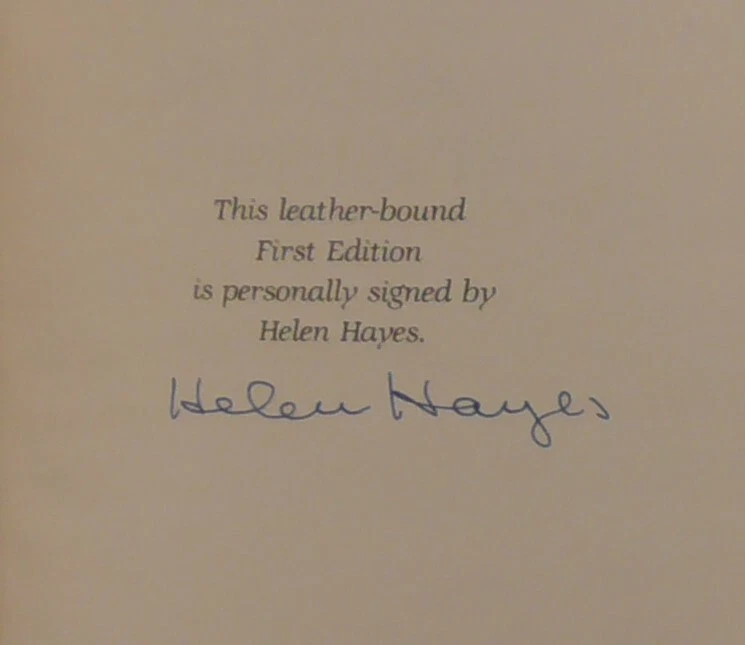 This leather-bound
First Edition
is personally signed by
Helen Hayes.
Helen Hayes